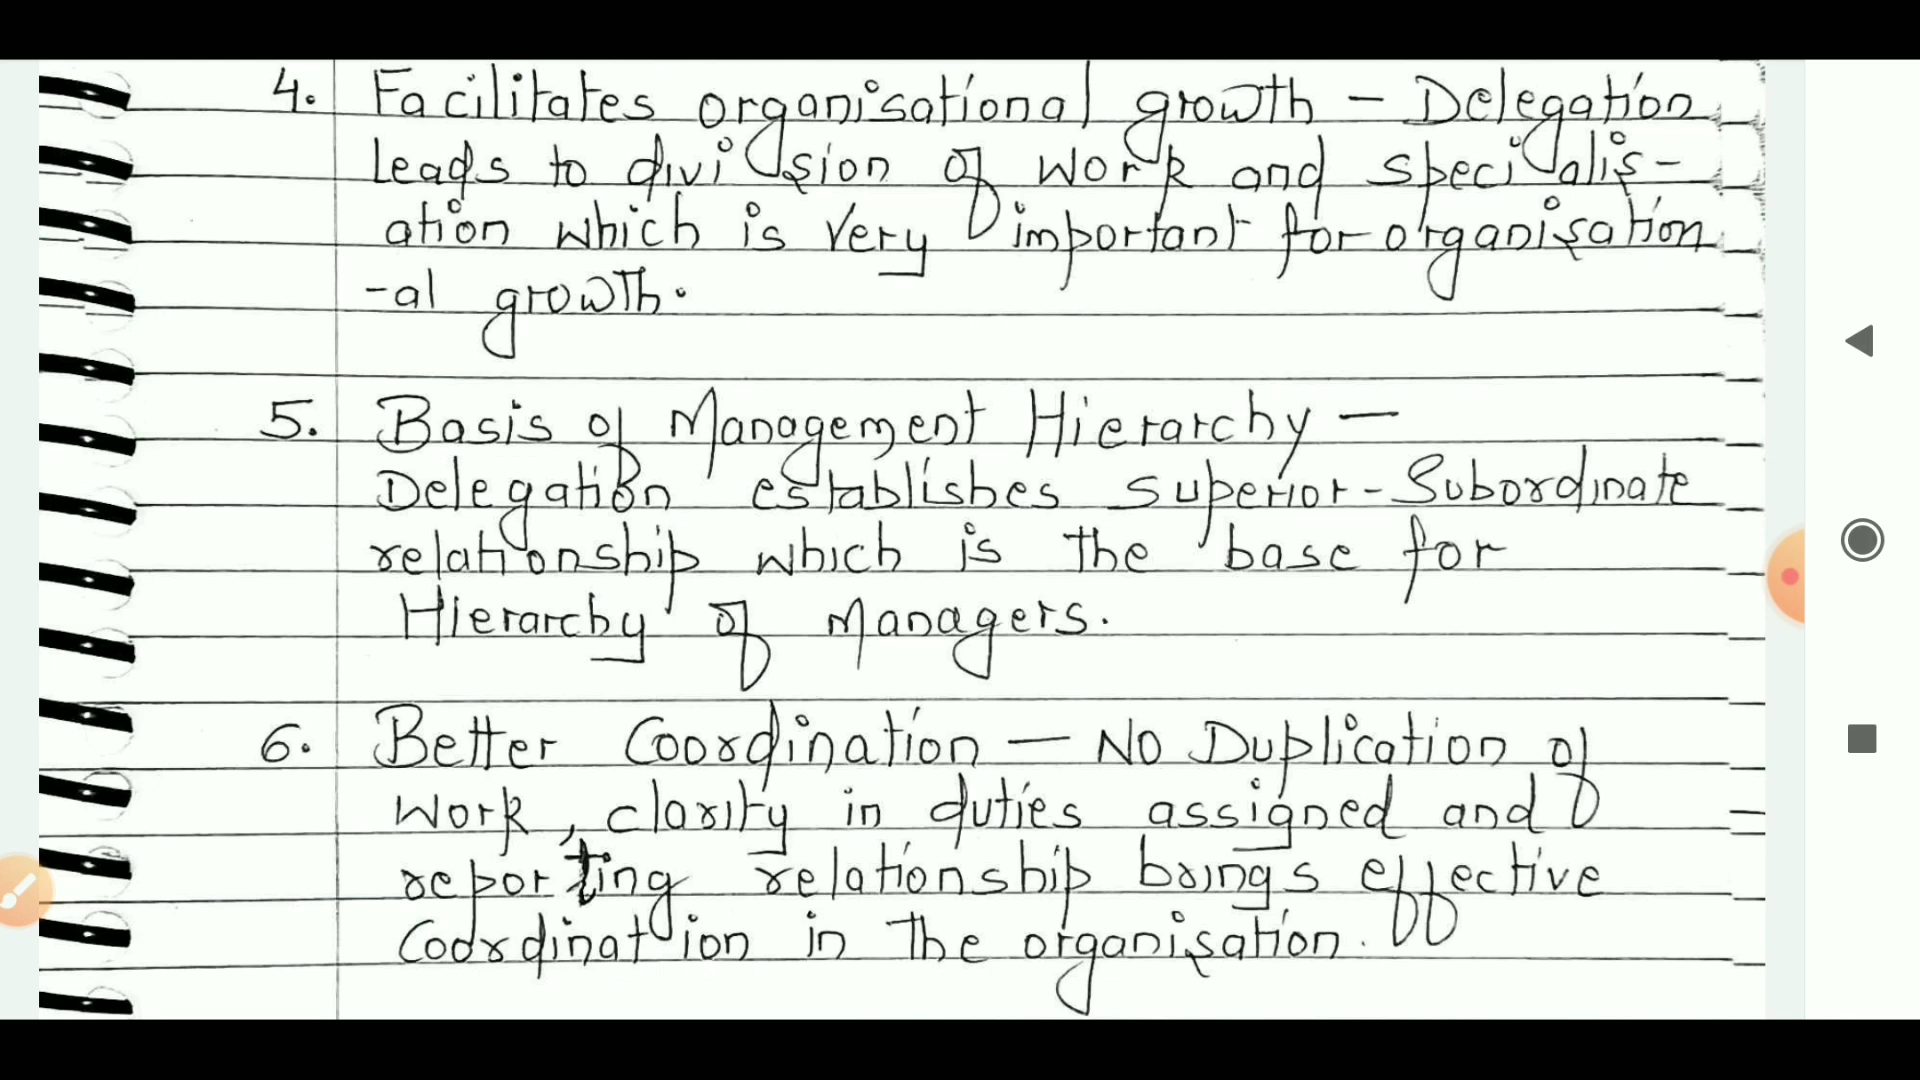 4. Facilitates organisational growth – Delegation
leads to division of work and specialis-
ation which is very important for organisation
-al growth.
5. Basis of Management Hierarchy –
Delegation establishes superior-Subordinate
relationship which is the base for
Hierarchy of Managers.
6. Better Coordination – No Duplication of
work, clarity in duties assigned and
reporting relationship brings effective
Coordination in the organisation.